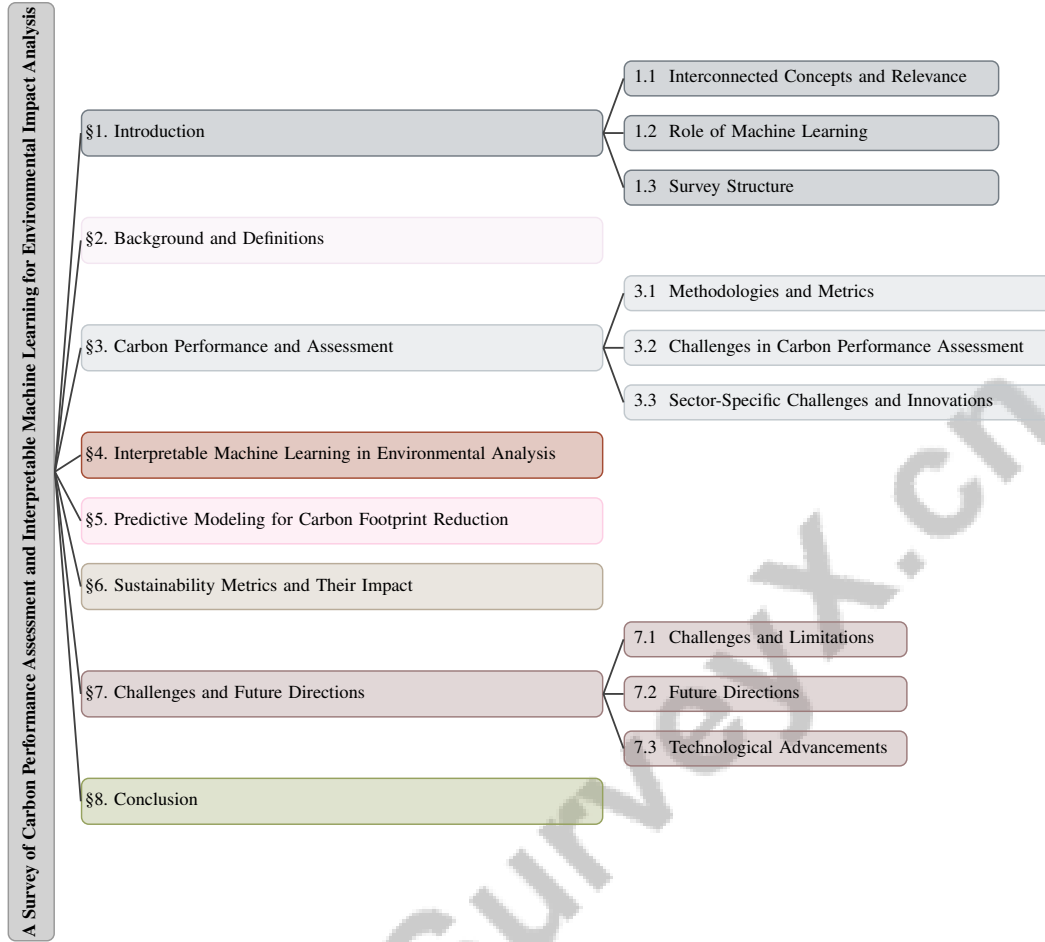 A Survey of Carbon Performance Assessment and Interpretable Machine Learning for Environmental Impact Analysis
§1. Introduction
1.1 Interconnected Concepts and Relevance
1.2 Role of Machine Learning
1.3 Survey Structure
§2. Background and Definitions
§3. Carbon Performance and Assessment
3.1 Methodologies and Metrics
3.2 Challenges in Carbon Performance Assessment
3.3 Sector-Specific Challenges and Innovations
§4. Interpretable Machine Learning in Environmental Analysis
§5. Predictive Modeling for Carbon Footprint Reduction
§6. Sustainability Metrics and Their Impact
§7. Challenges and Future Directions
7.1 Challenges and Limitations
7.2 Future Directions
7.3 Technological Advancements
§8. Conclusion
Surveyx.cn